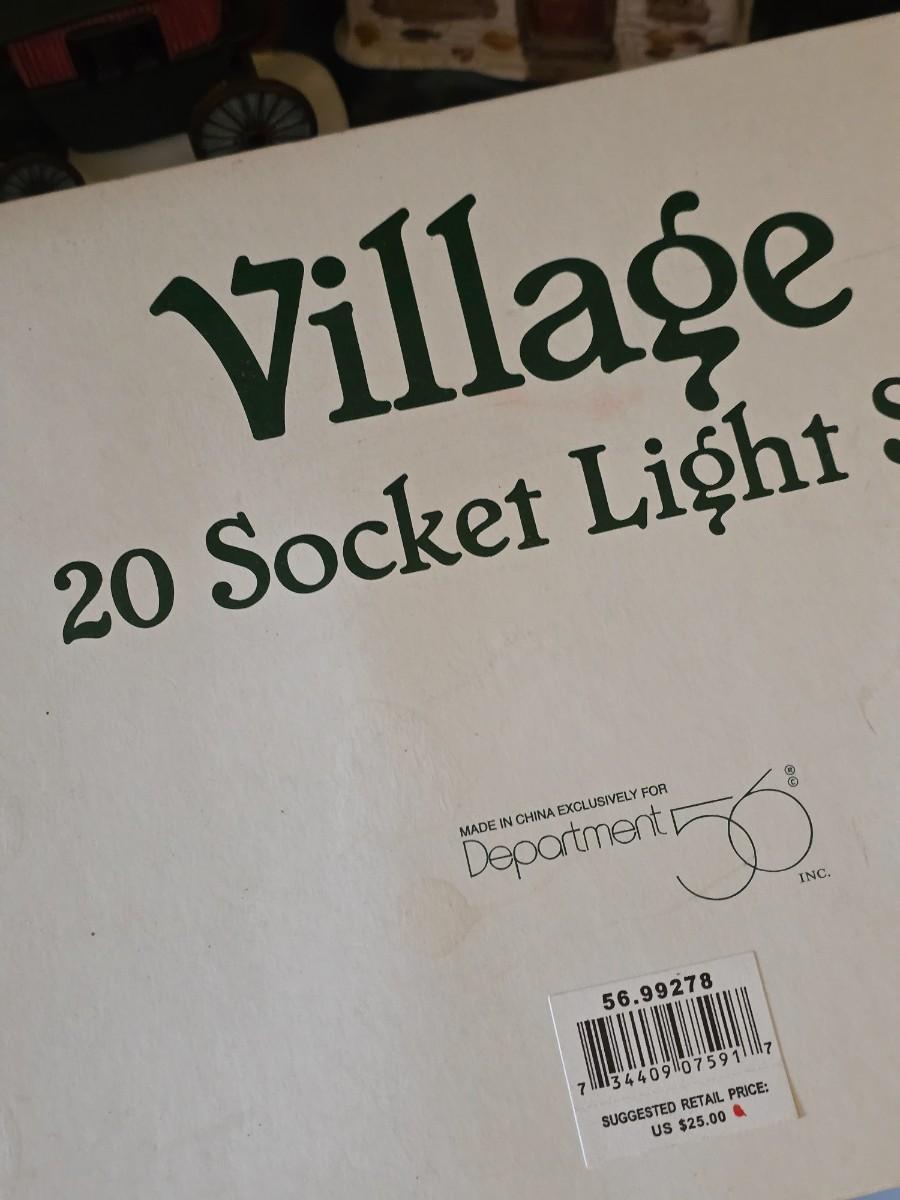 Village
20 Socket Light S
MADE IN CHINA EXCLUSIVELY FOR
Department 56 ® ©
INC.
56.99278
7 34409 07591 7
SUGGESTED RETAIL PRICE:
US $25.00